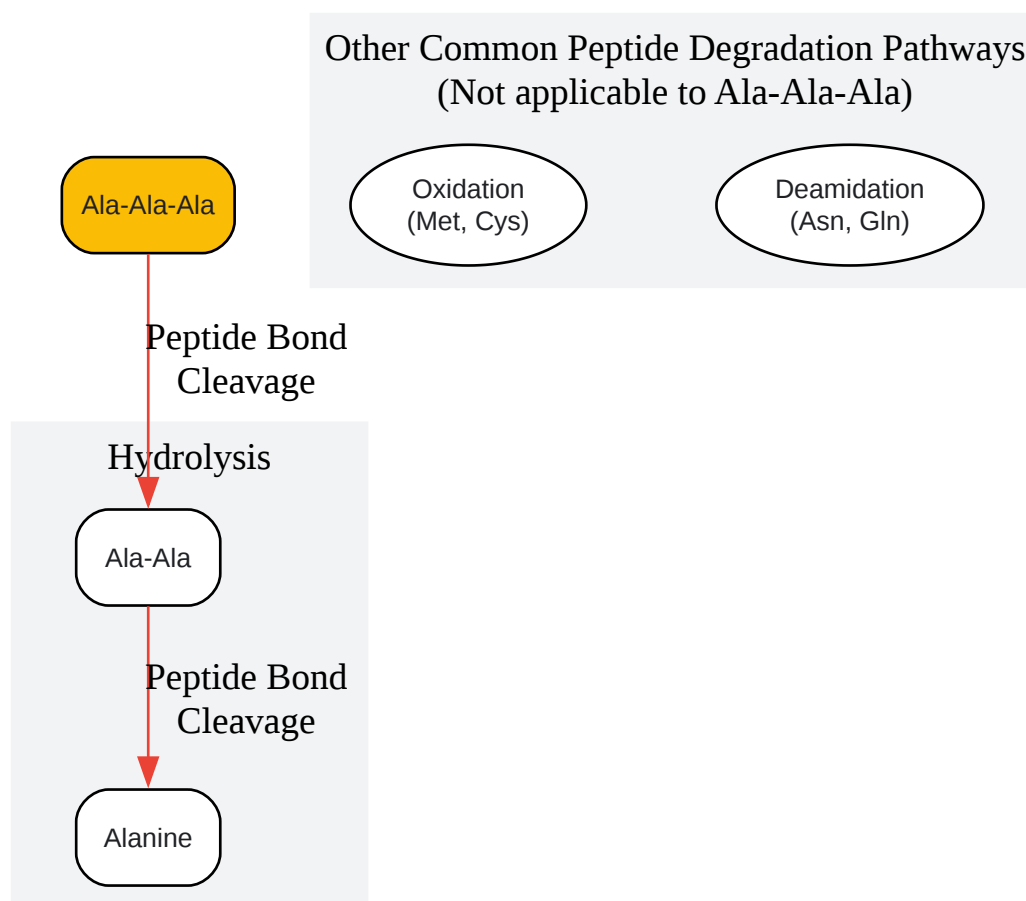 Other Common Peptide Degradation Pathways
(Not applicable to Ala-Ala-Ala)
Ala-Ala-Ala
Oxidation
(Met, Cys)
Deamidation
(Asn, Gln)
Peptide Bond
Cleavage
Hydrolysis
Ala-Ala
Peptide Bond
Cleavage
Alanine